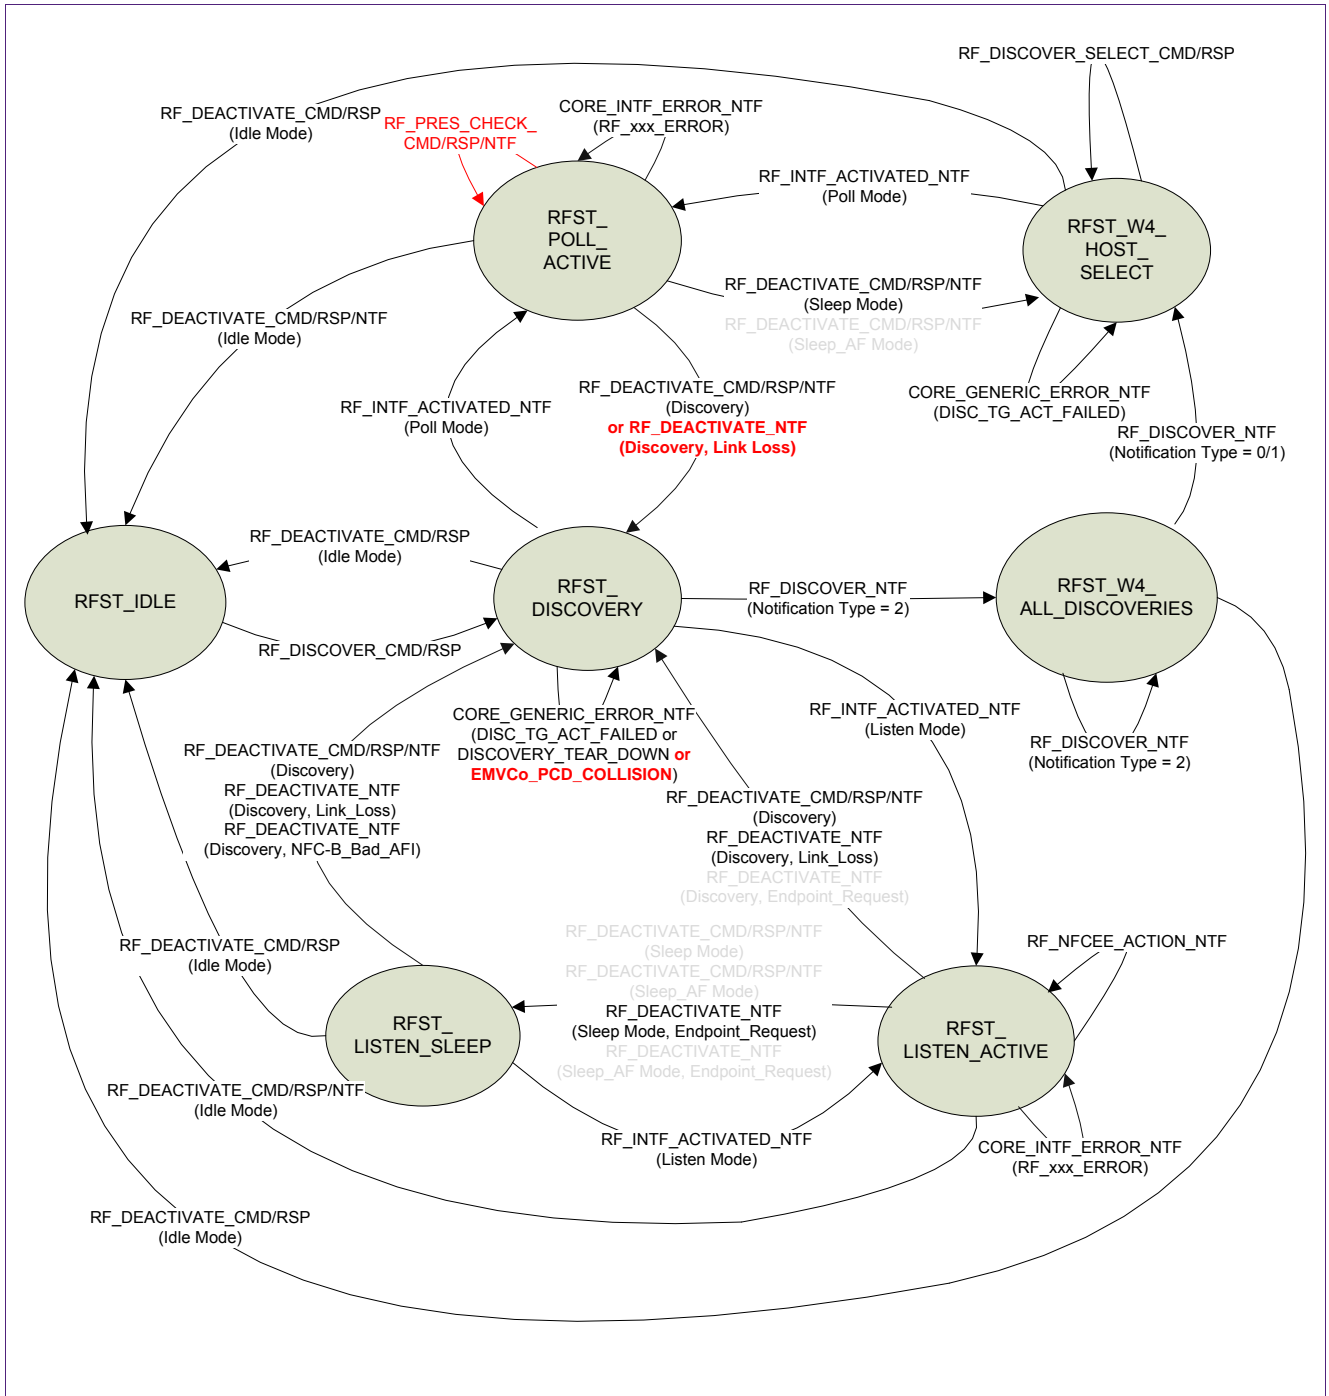 RF_DISCOVER_SELECT_CMD/RSP
RF_DEACTIVATE_CMD/RSP
(Idle Mode)
RF_PRES_CHECK_
CMD/RSP/NTF
CORE_INTF_ERROR_NTF
(RF_xxx_ERROR)
RF_INTF_ACTIVATED_NTF
(Poll Mode)
RFST_
POLL_
ACTIVE
RFST_W4_
HOST_
SELECT
RF_DEACTIVATE_CMD/RSP/NTF
(Sleep Mode)
RF_DEACTIVATE_CMD/RSP/NTF
(Sleep_AF Mode)
RF_DEACTIVATE_CMD/RSP/NTF
(Idle Mode)
RF_INTF_ACTIVATED_NTF
(Poll Mode)
RF_DEACTIVATE_CMD/RSP/NTF
(Discovery)
or RF_DEACTIVATE_NTF
(Discovery, Link Loss)
CORE_GENERIC_ERROR_NTF
(DISC_TG_ACT_FAILED)
RF_DISCOVER_NTF
(Notification Type = 0/1)
RF_DEACTIVATE_CMD/RSP
(Idle Mode)
RFST_IDLE
RFST_
DISCOVERY
RF_DISCOVER_NTF
(Notification Type = 2)
RFST_W4_
ALL_DISCOVERIES
RF_DISCOVER_CMD/RSP
CORE_GENERIC_ERROR_NTF
(DISC_TG_ACT_FAILED or
DISCOVERY_TEAR_DOWN or
EMVCo_PCD_COLLISION)
RF_INTF_ACTIVATED_NTF
(Listen Mode)
RF_DISCOVER_NTF
(Notification Type = 2)
RF_DEACTIVATE_CMD/RSP/NTF
(Discovery)
RF_DEACTIVATE_NTF
(Discovery, Link_Loss)
RF_DEACTIVATE_NTF
(Discovery, NFC-B_Bad_AFI)
RF_DEACTIVATE_CMD/RSP/NTF
(Discovery)
RF_DEACTIVATE_NTF
(Discovery, Link_Loss)
RF_DEACTIVATE_NTF
(Discovery, Endpoint_Request)
RF_DEACTIVATE_CMD/RSP
(Idle Mode)
RF_DEACTIVATE_CMD/RSP/NTF
(Sleep Mode)
RF_DEACTIVATE_CMD/RSP/NTF
(Sleep_AF Mode)
RF_DEACTIVATE_NTF
(Sleep Mode, Endpoint_Request)
RF_DEACTIVATE_NTF
(Sleep_AF Mode, Endpoint_Request)
RF_NFCEE_ACTION_NTF
RFST_
LISTEN_SLEEP
RFST_
LISTEN_ACTIVE
RF_DEACTIVATE_CMD/RSP/NTF
(Idle Mode)
RF_INTF_ACTIVATED_NTF
(Listen Mode)
CORE_INTF_ERROR_NTF
(RF_xxx_ERROR)
RF_DEACTIVATE_CMD/RSP
(Idle Mode)